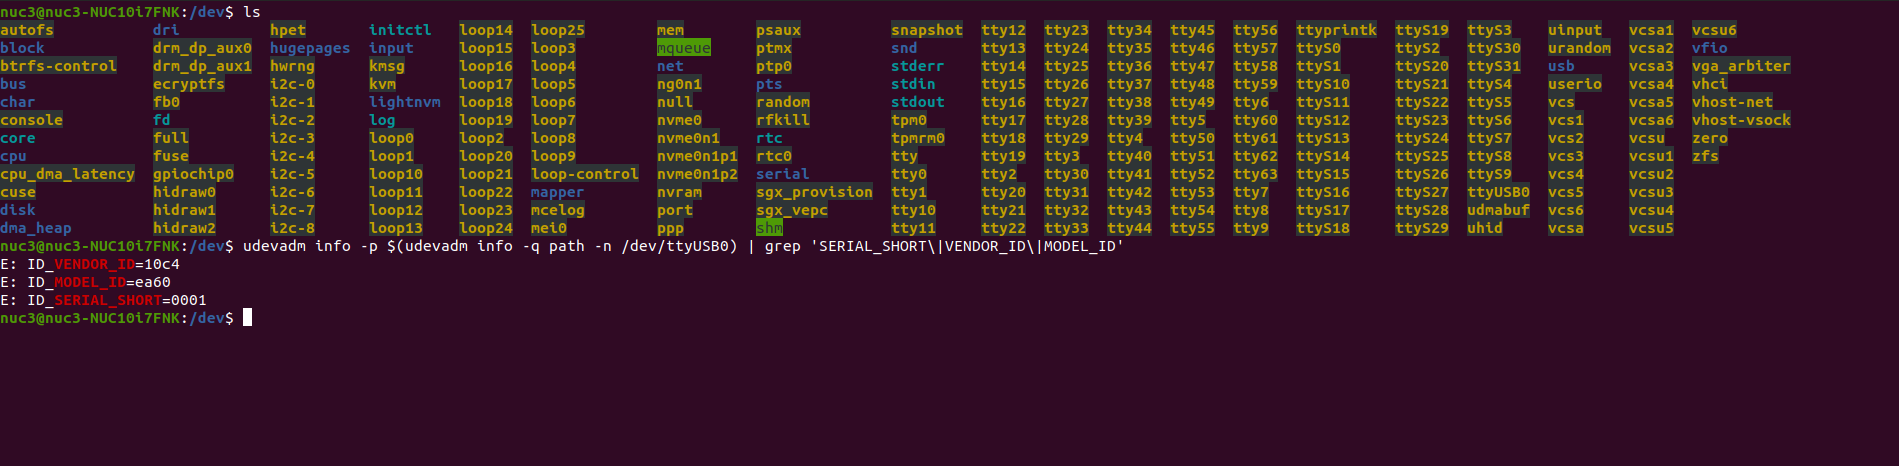 nuc3@nuc3-NUC10i7FNK:/dev$ ls
autofs dri hpet initctl loop14 loop25 mem psaux snapshot tty12 tty23 tty34 tty45 tty56 ttyprintk ttyS19 ttyS3 uinput vcsa1 vcsu6
block drm_dp_aux0 hugepages input loop15 loop3 mqueue ptmx snd tty13 tty24 tty35 tty46 tty57 ttyS0 ttyS2 ttyS30 urandom vcsa2 vfio
btrfs-control drm_dp_aux1 hwrng kmsg loop16 loop4 net ptp0 stderr tty14 tty25 tty36 tty47 tty58 ttyS1 ttyS20 ttyS31 usb vcsa3 vga_arbiter
bus ecryptfs i2c-0 kvm loop17 loop5 ng0n1 pts stdin tty15 tty26 tty37 tty48 tty59 ttyS10 ttyS21 ttyS4 userio vcsa4 vhci
char fb0 i2c-1 lightnvm loop18 loop6 null random stdout tty16 tty27 tty38 tty49 tty6 ttyS11 ttyS22 ttyS5 vcs vcsa5 vhost-net
console fd i2c-2 log loop19 loop7 nvme0 rfkill tpm0 tty17 tty28 tty39 tty5 tty60 ttyS12 ttyS23 ttyS6 vcs1 vcsa6 vhost-vsock
core full i2c-3 loop0 loop2 loop8 nvme0n1 rtc tpmrm0 tty18 tty29 tty4 tty50 tty61 ttyS13 ttyS24 ttyS7 vcs2 vcsu zero
cpu fuse i2c-4 loop1 loop20 loop9 nvme0n1p1 rtc0 tty tty19 tty3 tty40 tty51 tty62 ttyS14 ttyS25 ttyS8 vcs3 vcsu1 zfs
cpu_dma_latency gpiochip0 i2c-5 loop10 loop21 loop-control nvme0n1p2 serial tty0 tty2 tty30 tty41 tty52 tty63 ttyS15 ttyS26 ttyS9 vcs4 vcsu2
cuse hidraw0 i2c-6 loop11 loop22 mapper nvram sgx_provision tty1 tty20 tty31 tty42 tty53 tty7 ttyS16 ttyS27 ttyUSB0 vcs5 vcsu3
disk hidraw1 i2c-7 loop12 loop23 mcelog port sgx_vepc tty10 tty21 tty32 tty43 tty54 tty8 ttyS17 ttyS28 udmabuf vcs6 vcsu4
dma_heap hidraw2 i2c-8 loop13 loop24 mei0 ppp shm tty11 tty22 tty33 tty44 tty55 tty9 ttyS18 ttyS29 uhid vcsa vcsu5
nuc3@nuc3-NUC10i7FNK:/dev$ udevadm info -p $(udevadm info -q path -n /dev/ttyUSB0) | grep 'SERIAL_SHORT\|VENDOR_ID\|MODEL_ID'
E: ID_VENDOR_ID=10c4
E: ID_MODEL_ID=ea60
E: ID_SERIAL_SHORT=0001
nuc3@nuc3-NUC10i7FNK:/dev$